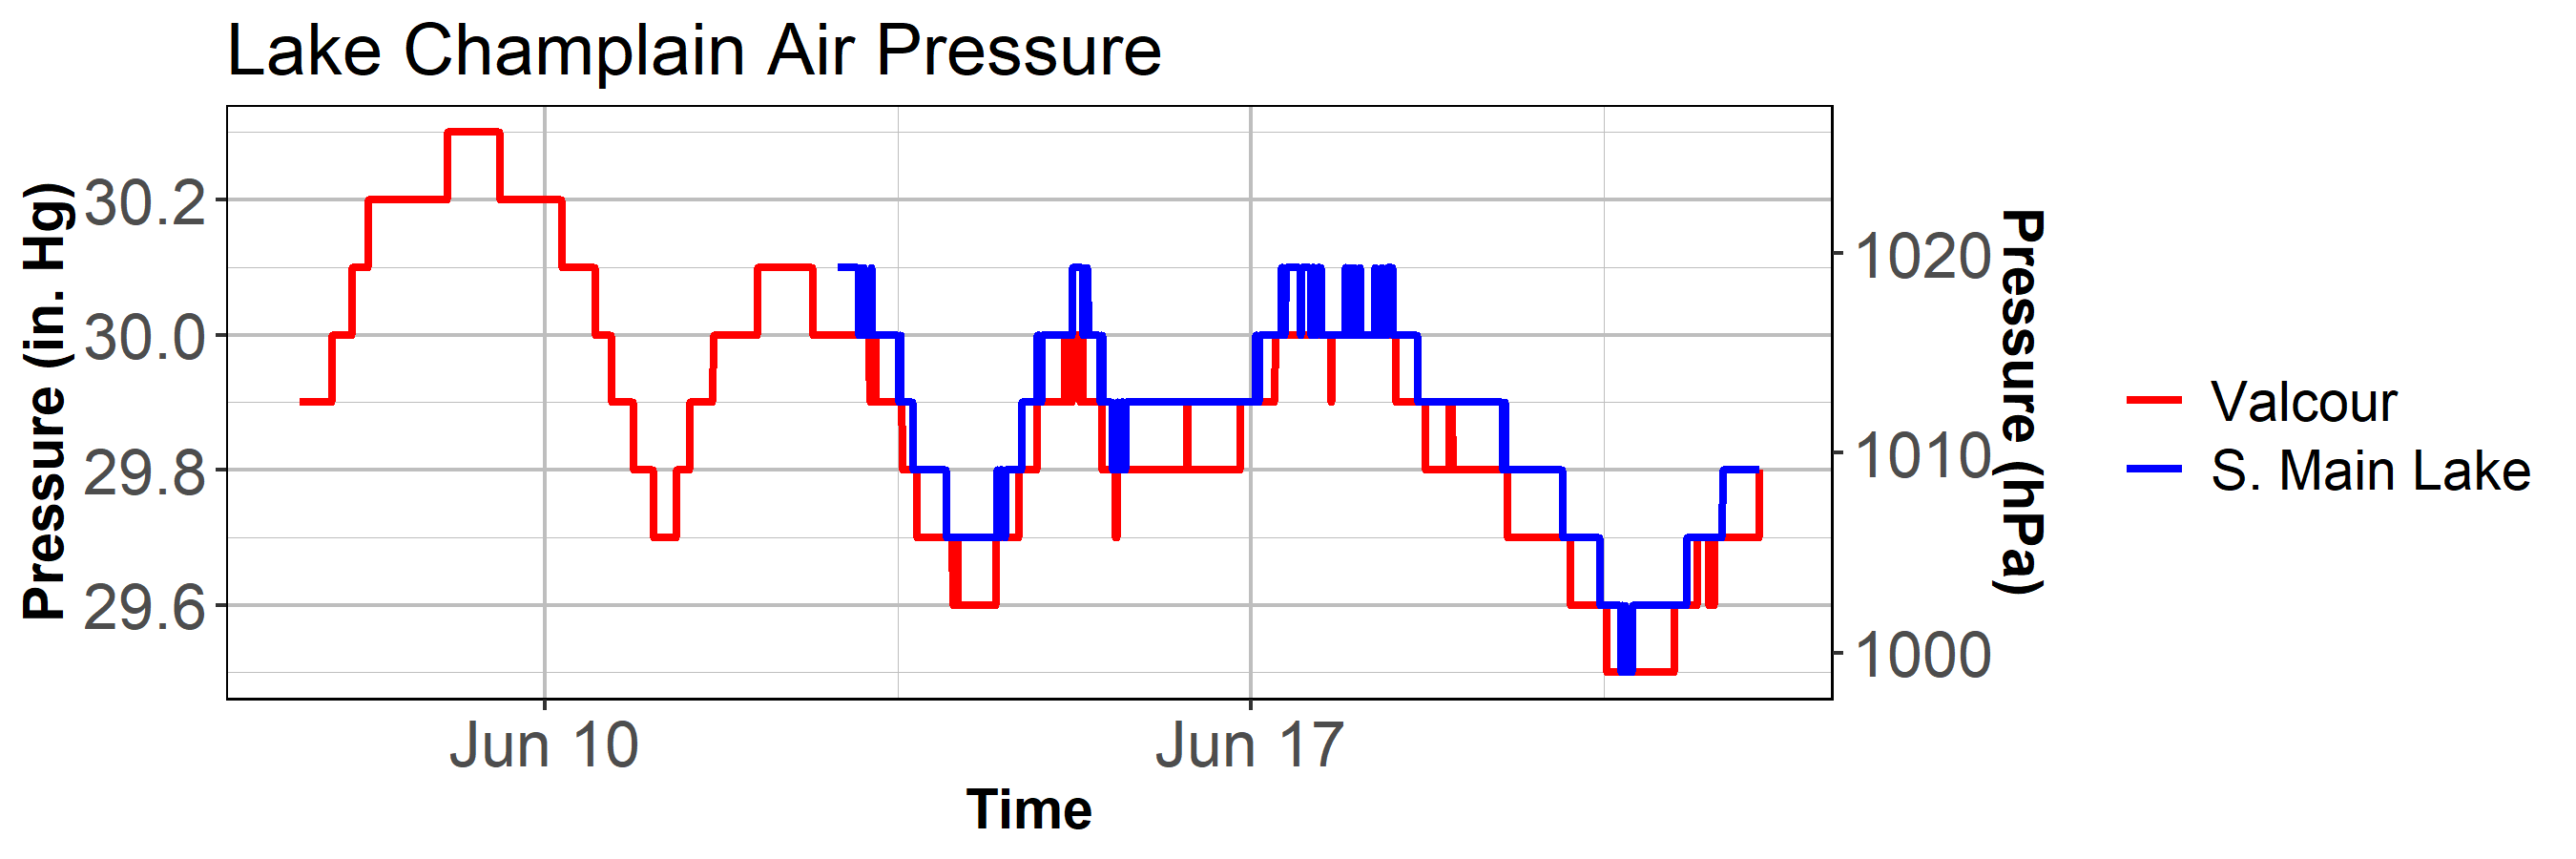 Lake Champlain Air Pressure
Pressure (in. Hg)
30.2
30.0
29.8
29.6
1020
1010
1000
Pressure (hPa)
Jun 10
Jun 17
Time
Valcour
S. Main Lake